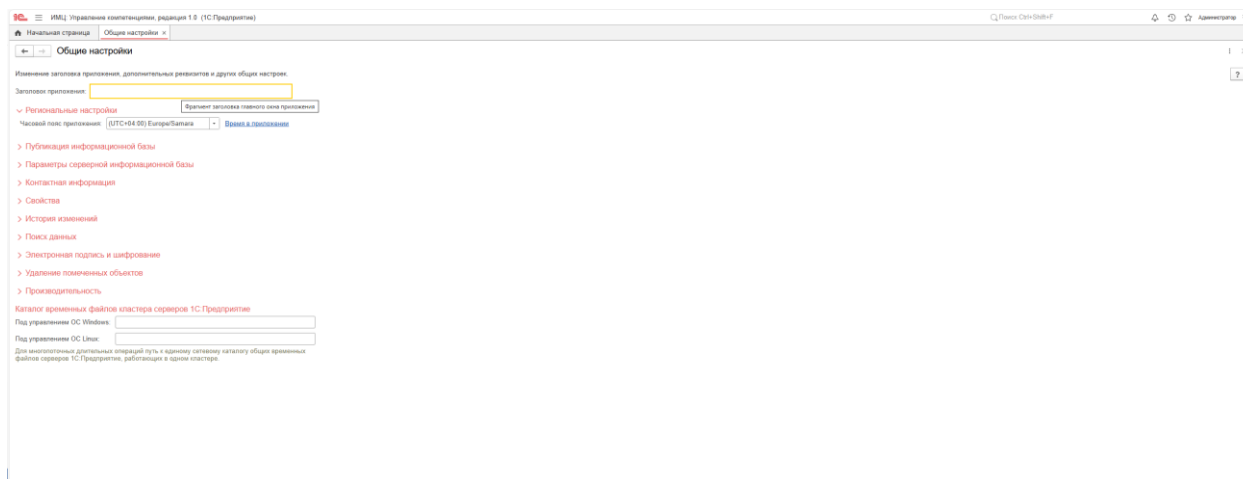 1С ИМЦ: Управление компетенциями, редакция 1.0 (1С:Предприятие) Поиск Ctrl+Shift+F Администратор
Начальная страница Общие настройки ×
← → Общие настройки
Изменение заголовка приложения, дополнительных реквизитов и других общих настроек. ?
Заголовок приложения:
Фрагмент заголовка главного окна приложения
Региональные настройки
Часовой пояс приложения: (UTC+04:00) Europe/Samara Время в приложении
Публикация информационной базы
Параметры серверной информационной базы
Контактная информация
Свойства
История изменений
Поиск данных
Электронная подпись и шифрование
Удаление помеченных объектов
Производительность
Каталог временных файлов кластера серверов 1С:Предприятие
Под управлением ОС Windows:
Под управлением ОС Linux:
Для многопоточных длительных операций путь к единому сетевому каталогу общих временных
файлов серверов 1С:Предприятие, работающих в одном кластере.